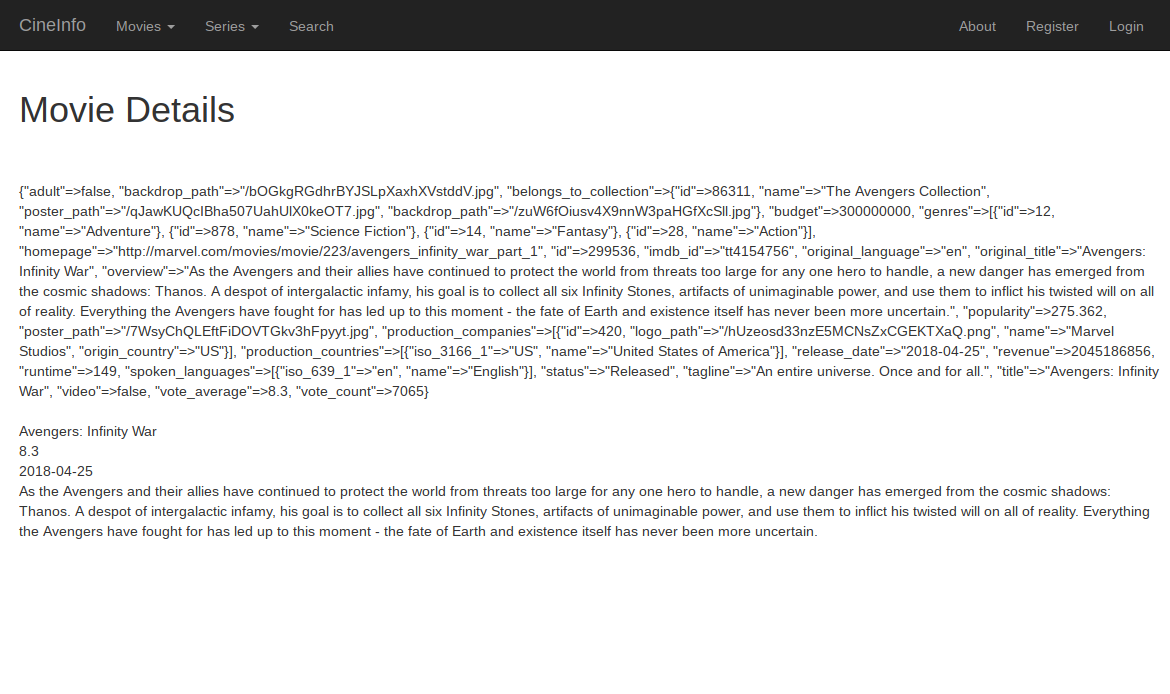 CineInfo Movies Series Search About Register Login
Movie Details
{"adult"=>false, "backdrop_path"=>"/bOGkgRGdhrBYJSLpXaxhXVstddV.jpg", "belongs_to_collection"=>{"id"=>86311, "name"=>"The Avengers Collection",
"poster_path"=>"/qJawKUQcIBha507UahUlX0keOT7.jpg", "backdrop_path"=>"/zuW6fOiusv4X9nnW3paHGfXcSll.jpg"}, "budget"=>300000000, "genres"=>[{"id"=>12,
"name"=>"Adventure"}, {"id"=>878, "name"=>"Science Fiction"}, {"id"=>14, "name"=>"Fantasy"}, {"id"=>28, "name"=>"Action"}],
"homepage"=>"http://marvel.com/movies/movie/223/avengers_infinity_war_part_1", "id"=>299536, "imdb_id"=>"tt4154756", "original_language"=>"en", "original_title"=>"Avengers:
Infinity War", "overview"=>"As the Avengers and their allies have continued to protect the world from threats too large for any one hero to handle, a new danger has emerged from
the cosmic shadows: Thanos. A despot of intergalactic infamy, his goal is to collect all six Infinity Stones, artifacts of unimaginable power, and use them to inflict his twisted will on all
of reality. Everything the Avengers have fought for has led up to this moment - the fate of Earth and existence itself has never been more uncertain.", "popularity"=>275.362,
"poster_path"=>"/7WsyChQLEftFiDOVTGkv3hFpyyt.jpg", "production_companies"=>[{"id"=>420, "logo_path"=>"/hUzeosd33nzE5MCNsZxCGEKTXaQ.png", "name"=>"Marvel
Studios", "origin_country"=>"US"}], "production_countries"=>[{"iso_3166_1"=>"US", "name"=>"United States of America"}], "release_date"=>"2018-04-25", "revenue"=>2045186856,
"runtime"=>149, "spoken_languages"=>[{"iso_639_1"=>"en", "name"=>"English"}], "status"=>"Released", "tagline"=>"An entire universe. Once and for all.", "title"=>"Avengers: Infinity
War", "video"=>false, "vote_average"=>8.3, "vote_count"=>7065}
Avengers: Infinity War
8.3
2018-04-25
As the Avengers and their allies have continued to protect the world from threats too large for any one hero to handle, a new danger has emerged from the cosmic shadows:
Thanos. A despot of intergalactic infamy, his goal is to collect all six Infinity Stones, artifacts of unimaginable power, and use them to inflict his twisted will on all of reality. Everything
the Avengers have fought for has led up to this moment - the fate of Earth and existence itself has never been more uncertain.